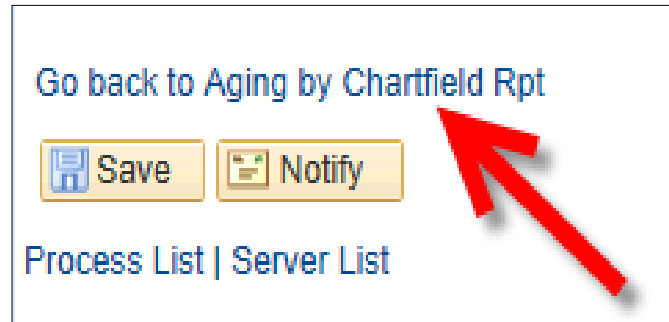 Go back to Aging by Chartfield Rpt
Save Notify
Process List | Server List